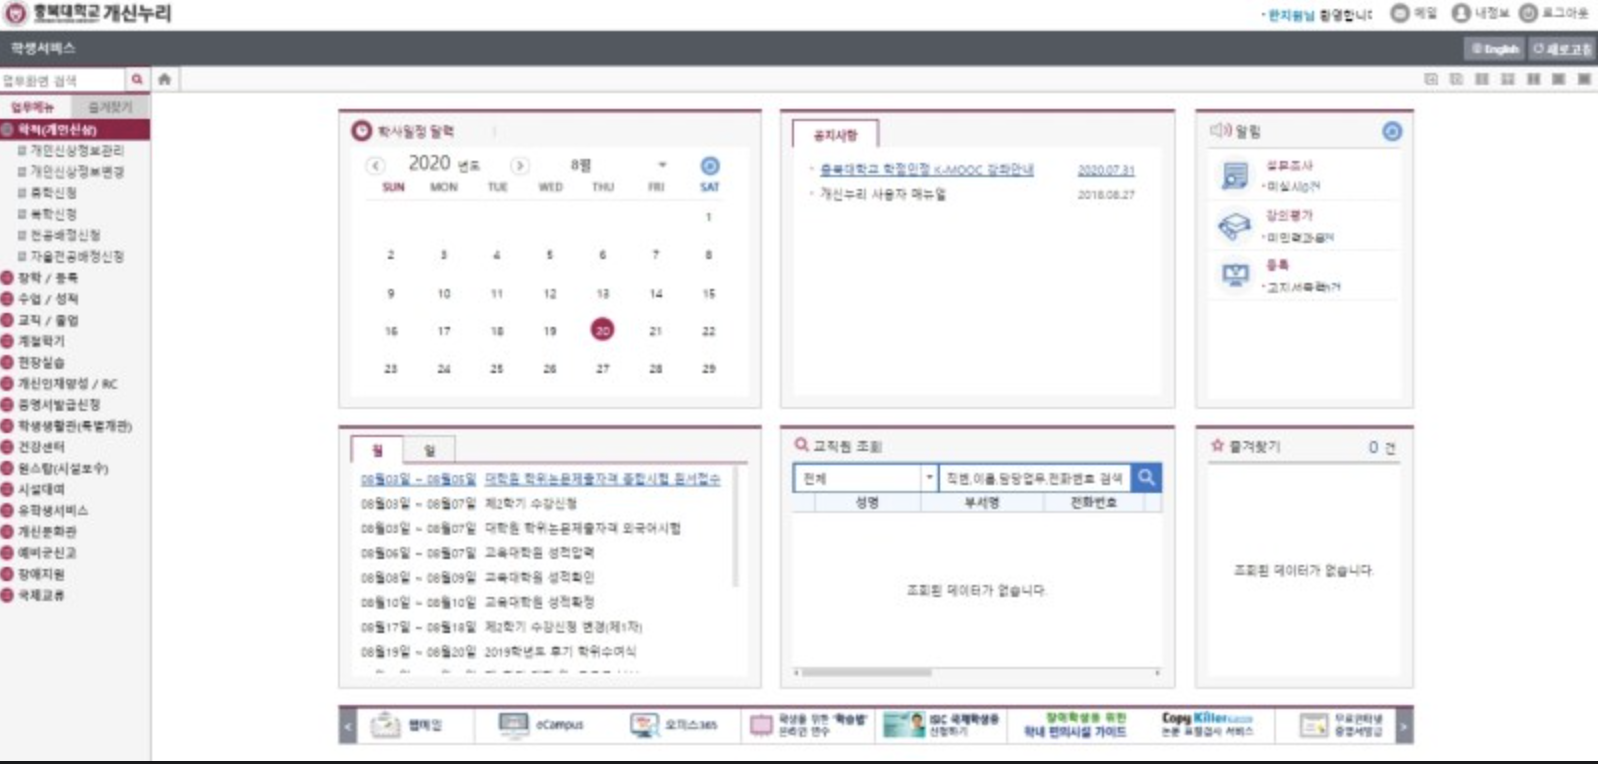 충북대학교 개신누리
한지원님 환영합니다
메일
내정보
로그아웃
학생서비스
English
새로고침
업무화면 검색
업무메뉴
즐겨찾기
학적(개인신상)
개인신상정보관리
개인신상정보변경
휴학신청
복학신청
전공배정신청
자율전공배정신청
장학 / 등록
수업 / 성적
교직 / 졸업
계절학기
현장실습
개신인재양성 / RC
증명서발급신청
학생생활관(특별개관)
건강센터
원스탑(시설보수)
시설대여
유학생서비스
개신문화관
예비군신고
장애지원
국제교류
학사일정 달력
2020 년도
8월
SUN MON TUE WED THU FRI SAT
1
2 3 4 5 6 7 8
9 10 11 12 13 14 15
16 17 18 19 20 21 22
23 24 25 26 27 28 29
공지사항
충북대학교 학점인정 K-MOOC 강좌안내 2020.07.31
개신누리 사용자 매뉴얼 2018.08.27
알림
설문조사
강의평가
등록
월
일
08월03일 ~ 08월05일 대학원 학위논문제출자격 종합시험 원서접수
08월03일 ~ 08월07일 제2학기 수강신청
08월03일 ~ 08월07일 대학원 학위논문제출자격 외국어시험
08월06일 ~ 08월07일 교육대학원 성적입력
08월08일 ~ 08월09일 교육대학원 성적확인
08월10일 ~ 08월10일 교육대학원 성적확정
08월17일 ~ 08월18일 제2학기 수강신청 변경(제1차)
08월19일 ~ 08월20일 2019학년도 후기 학위수여식
교직원 조회
전체
직번,이름,담당업무,전화번호 검색
성명 부서명 전화번호
조회된 데이터가 없습니다.
즐겨찾기
0 건
조회된 데이터가 없습니다.
웹메일
eCampus
오피스365
학생을 위한 "학습법"
온라인 연수
ISIC 국제학생증
신청하기
장애학생을 위한
학내 편의시설 가이드
Copy Killer
논문 표절검사 서비스
무료인터넷
증명서발급